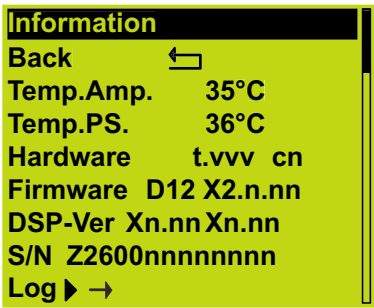 Information
Back
Temp.Amp. 35°C
Temp.PS. 36°C
Hardware t.vvv cn
Firmware D12 X2.n.nn
DSP-Ver Xn.nn Xn.nn
S/N Z2600nnnnnnnn
Log